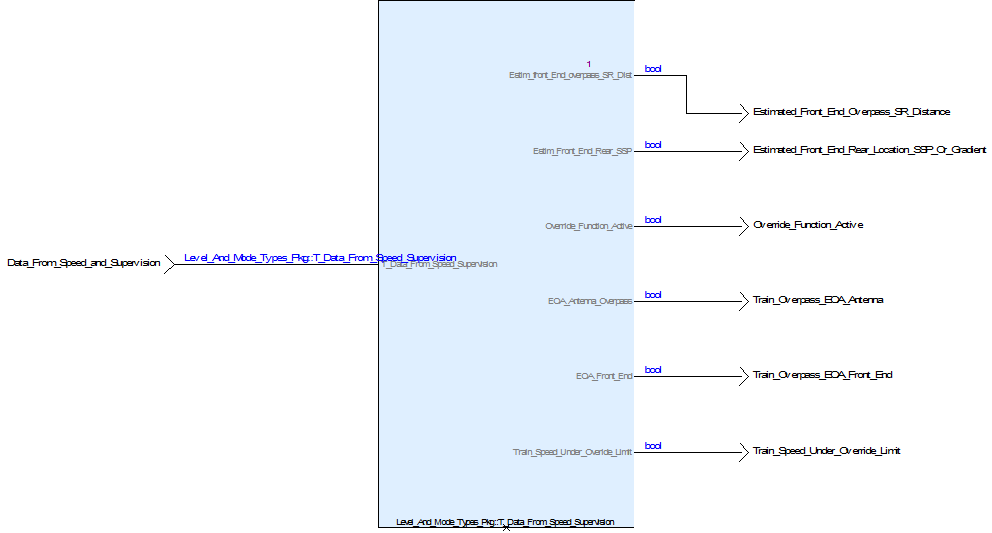 1
Estim_front_End_overpass_SR_Dist
bool
Estimated_Front_End_Overpass_SR_Distance
Estim_Front_End_Rear_SSP
bool
Estimated_Front_End_Rear_Location_SSP_Or_Gradient
Override_Function_Active
bool
Override_Function_Active
Data_From_Speed_and_Supervision
Level_And_Mode_Types_Pkg::T_Data_From_Speed_Supervision
T_Data_From_Speed_Supervision
EOA_Antenna_Overpass
bool
Train_Overpass_EOA_Antenna
EOA_Front_End
bool
Train_Overpass_EOA_Front_End
Train_Speed_Under_Overide_Limit
bool
Train_Speed_Under_Override_Limit
Level_And_Mode_Types_Pkg::T_Data_From_Speed_Supervision